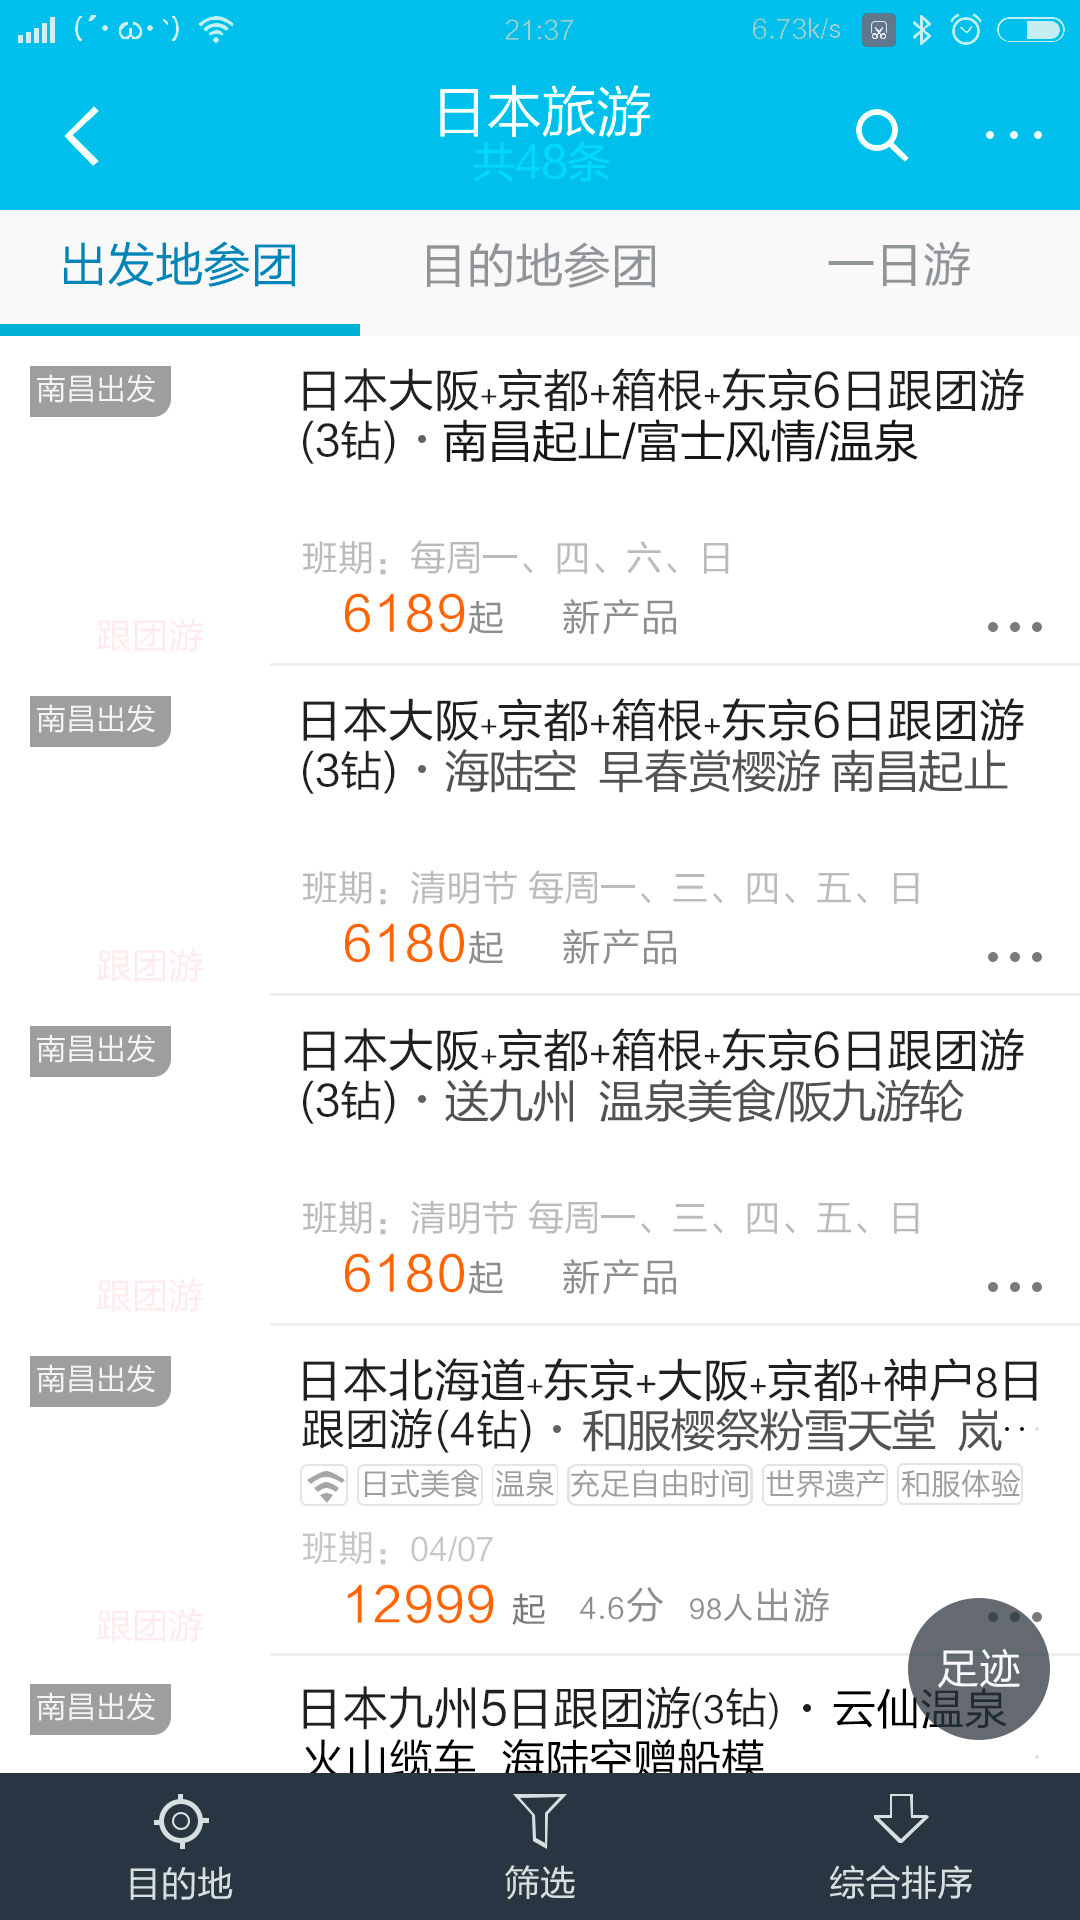 (´・ω・`)
21:37
6.73k/s
日本旅游
共48条
出发地参团
目的地参团
一日游
南昌出发
日本大阪+京都+箱根+东京6日跟团游
(3钻)·南昌起止/富士风情/温泉
班期：每周一、四、六、日
跟团游
6189起 新产品
南昌出发
日本大阪+京都+箱根+东京6日跟团游
(3钻)·海陆空 早春赏樱游 南昌起止
班期：清明节 每周一、三、四、五、日
跟团游
6180起 新产品
南昌出发
日本大阪+京都+箱根+东京6日跟团游
(3钻)·送九州 温泉美食/阪九游轮
班期：清明节 每周一、三、四、五、日
跟团游
6180起 新产品
南昌出发
日本北海道+东京+大阪+京都+神户8日
跟团游(4钻)·和服樱祭粉雪天堂 岚…
日式美食 温泉 充足自由时间 世界遗产 和服体验
班期：04/07
跟团游
12999 起 4.6分 98人出游
足迹
南昌出发
日本九州5日跟团游(3钻)·云仙温泉
火山缆车 海陆空赠船模
目的地
筛选
综合排序